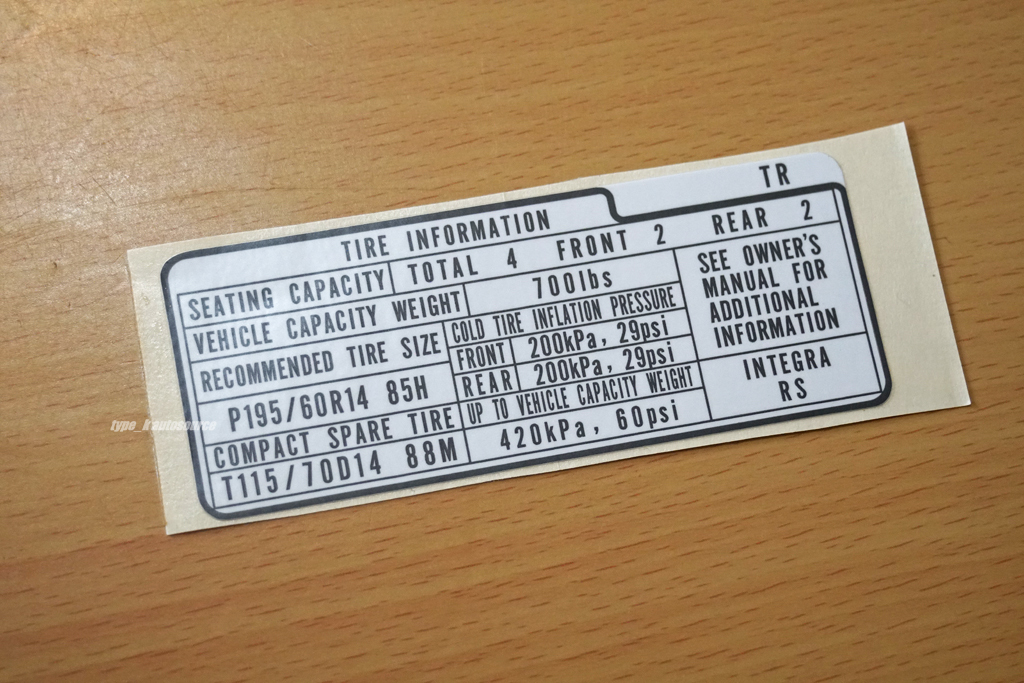 TR
TIRE INFORMATION
SEATING CAPACITY TOTAL 4 FRONT 2 REAR 2
VEHICLE CAPACITY WEIGHT 700lbs
SEE OWNER'S
MANUAL FOR
ADDITIONAL
INFORMATION
RECOMMENDED TIRE SIZE COLD TIRE INFLATION PRESSURE
P195/60R14 85H
FRONT 200kPa, 29psi
REAR 200kPa, 29psi
COMPACT SPARE TIRE UP TO VEHICLE CAPACITY WEIGHT
T115/70D14 88M 420kPa, 60psi
INTEGRA
RS